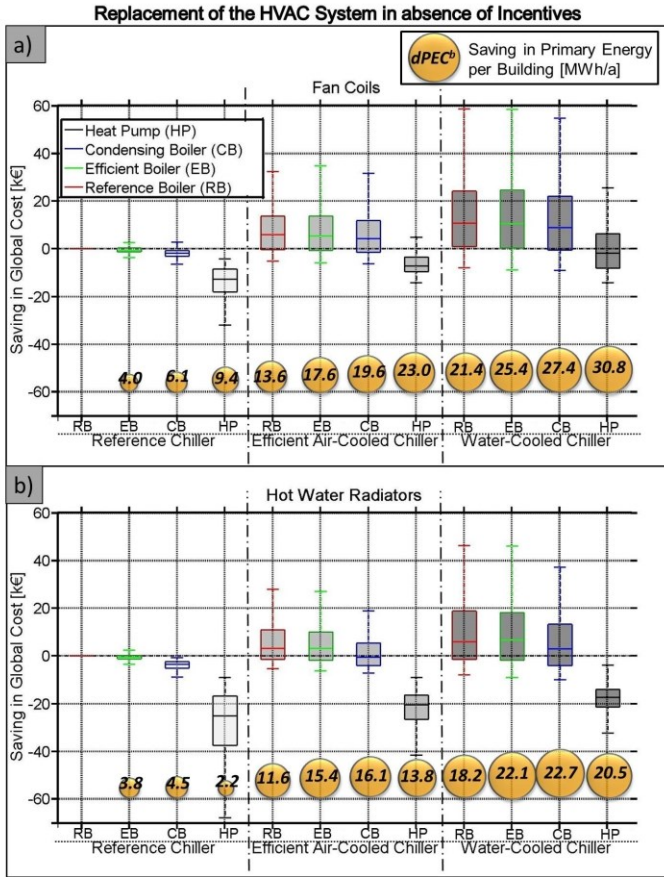 Replacement of the HVAC System in absence of Incentives
a)
dPECᵇ Saving in Primary Energy
per Building [MWh/a]
Fan Coils
Heat Pump (HP)
Condensing Boiler (CB)
Efficient Boiler (EB)
Reference Boiler (RB)
Saving in Global Cost [k€]
60
40
20
0
-20
-40
-60
4.0 6.1 9.4 13.6 17.6 19.6 23.0 21.4 25.4 27.4 30.8
RB EB CB HP RB EB CB HP RB EB CB HP
Reference Chiller Efficient Air-Cooled Chiller Water-Cooled Chiller
b)
Hot Water Radiators
Saving in Global Cost [k€]
60
40
20
0
-20
-40
-60
3.8 4.5 2.2 11.6 15.4 16.1 13.8 18.2 22.1 22.7 20.5
RB EB CB HP RB EB CB HP RB EB CB HP
Reference Chiller Efficient Air-Cooled Chiller Water-Cooled Chiller